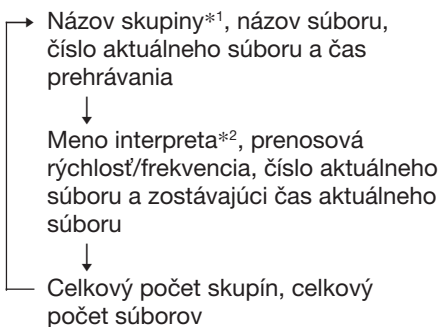 Názov skupiny*1, názov súboru,
číslo aktuálneho súboru a čas
prehrávania
Meno interpreta*2, prenosová
rýchlosť/frekvencia, číslo aktuálneho
súboru a zostávajúci čas aktuálneho
súboru
Celkový počet skupín, celkový
počet súborov